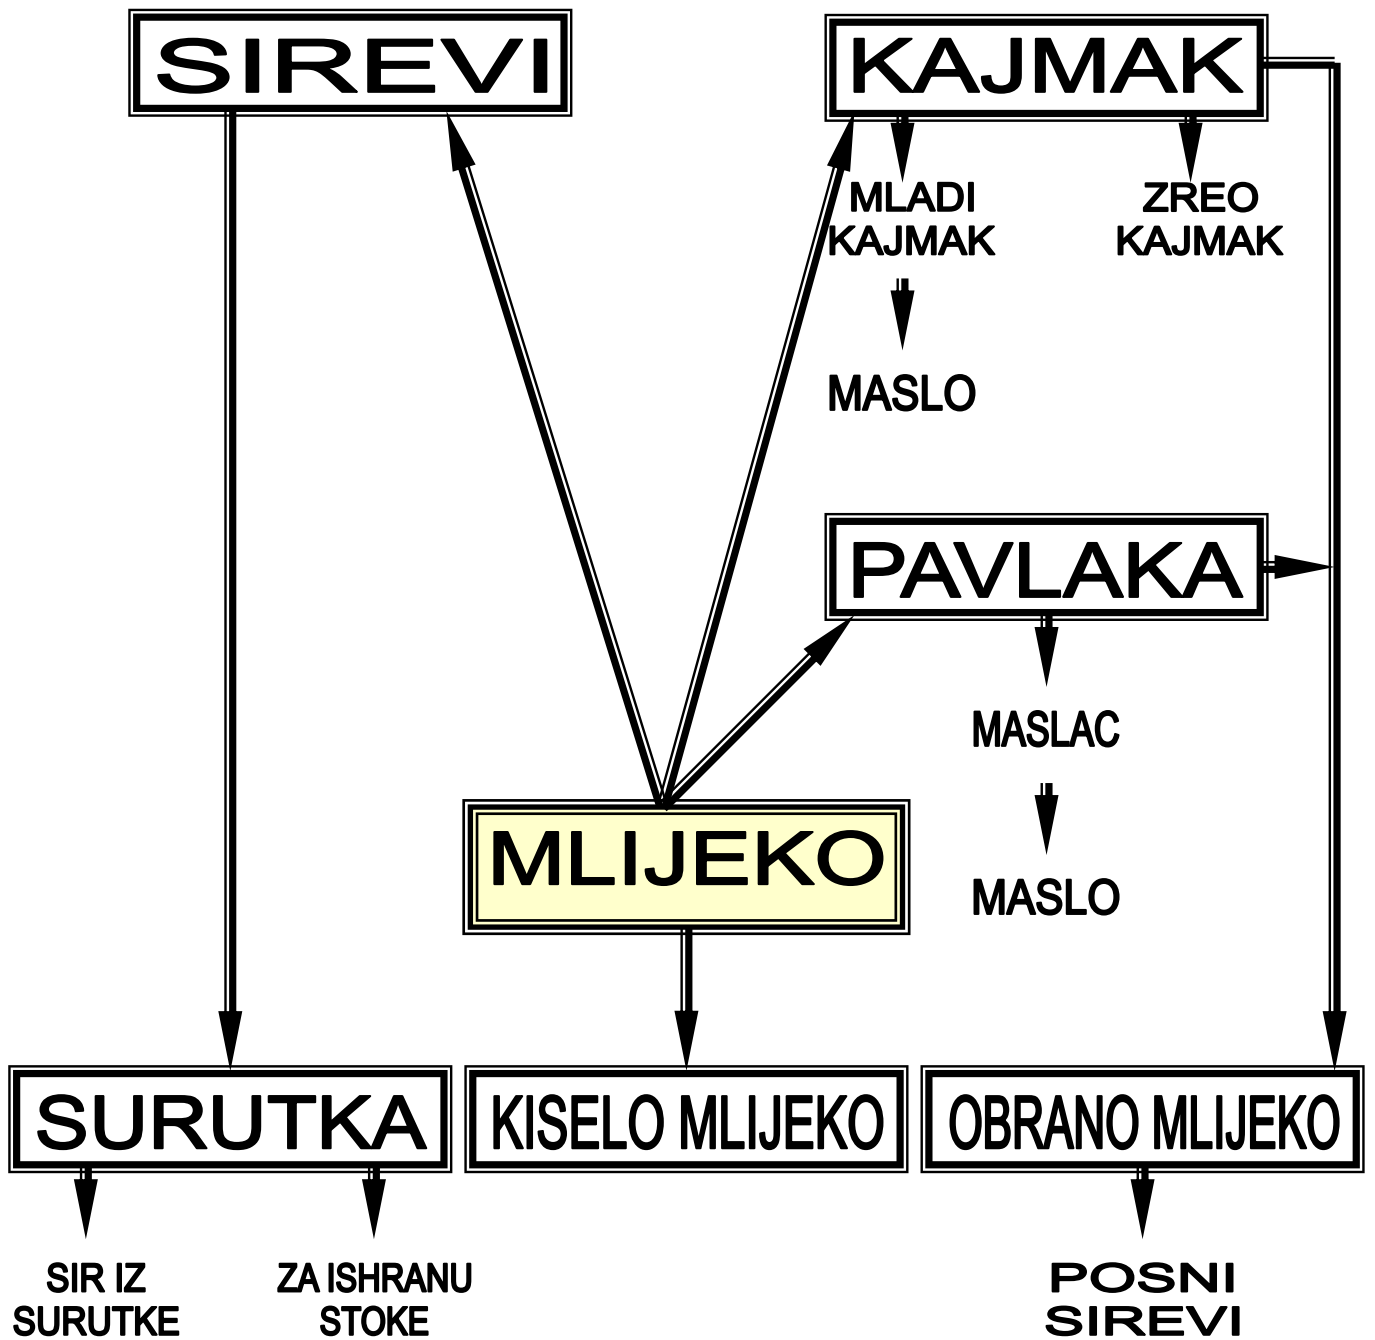 SIREVI
KAJMAK
MLADI
KAJMAK
ZREO
KAJMAK
MASLO
PAVLAKA
MASLAC
MLIJEKO
MASLO
SURUTKA
KISELO MLIJEKO
OBRANO MLIJEKO
SIR IZ
SURUTKE
ZA ISHRANU
STOKE
POSNI
SIREVI